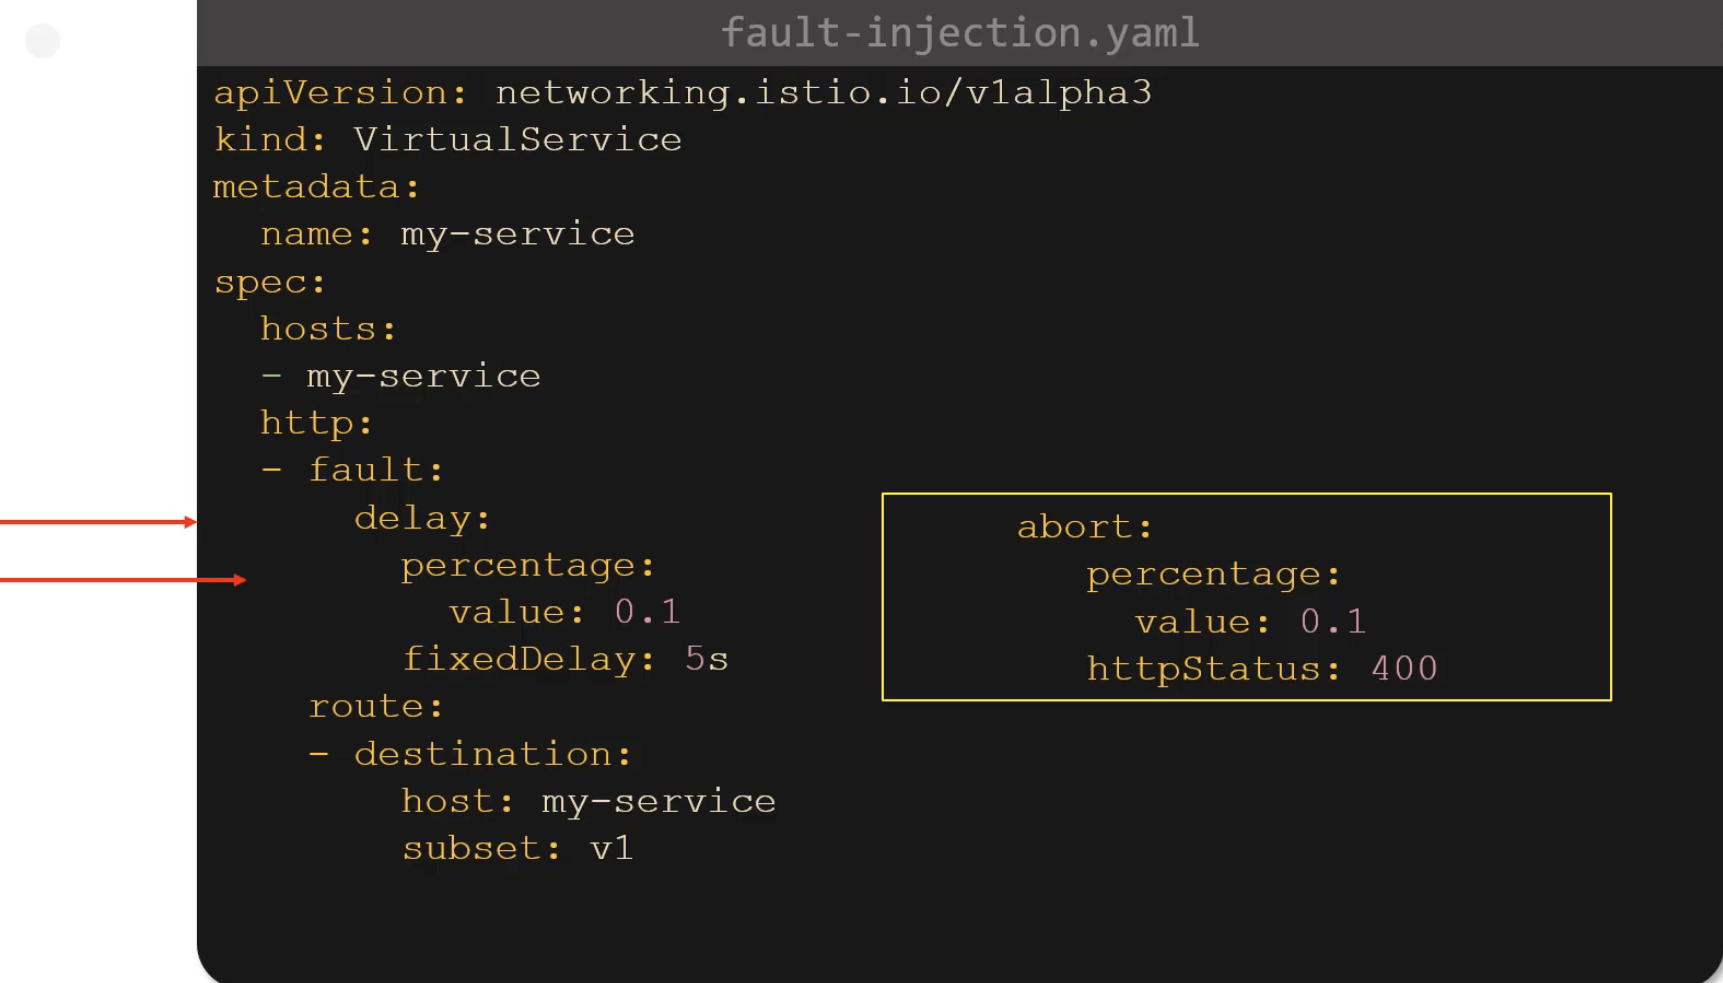 fault-injection.yaml
apiVersion: networking.istio.io/v1alpha3
kind: VirtualService
metadata:
  name: my-service
spec:
  hosts:
  - my-service
  http:
  - fault:
      delay:
        percentage:
          value: 0.1
        fixedDelay: 5s
    route:
    - destination:
        host: my-service
        subset: v1
abort:
  percentage:
    value: 0.1
  httpStatus: 400